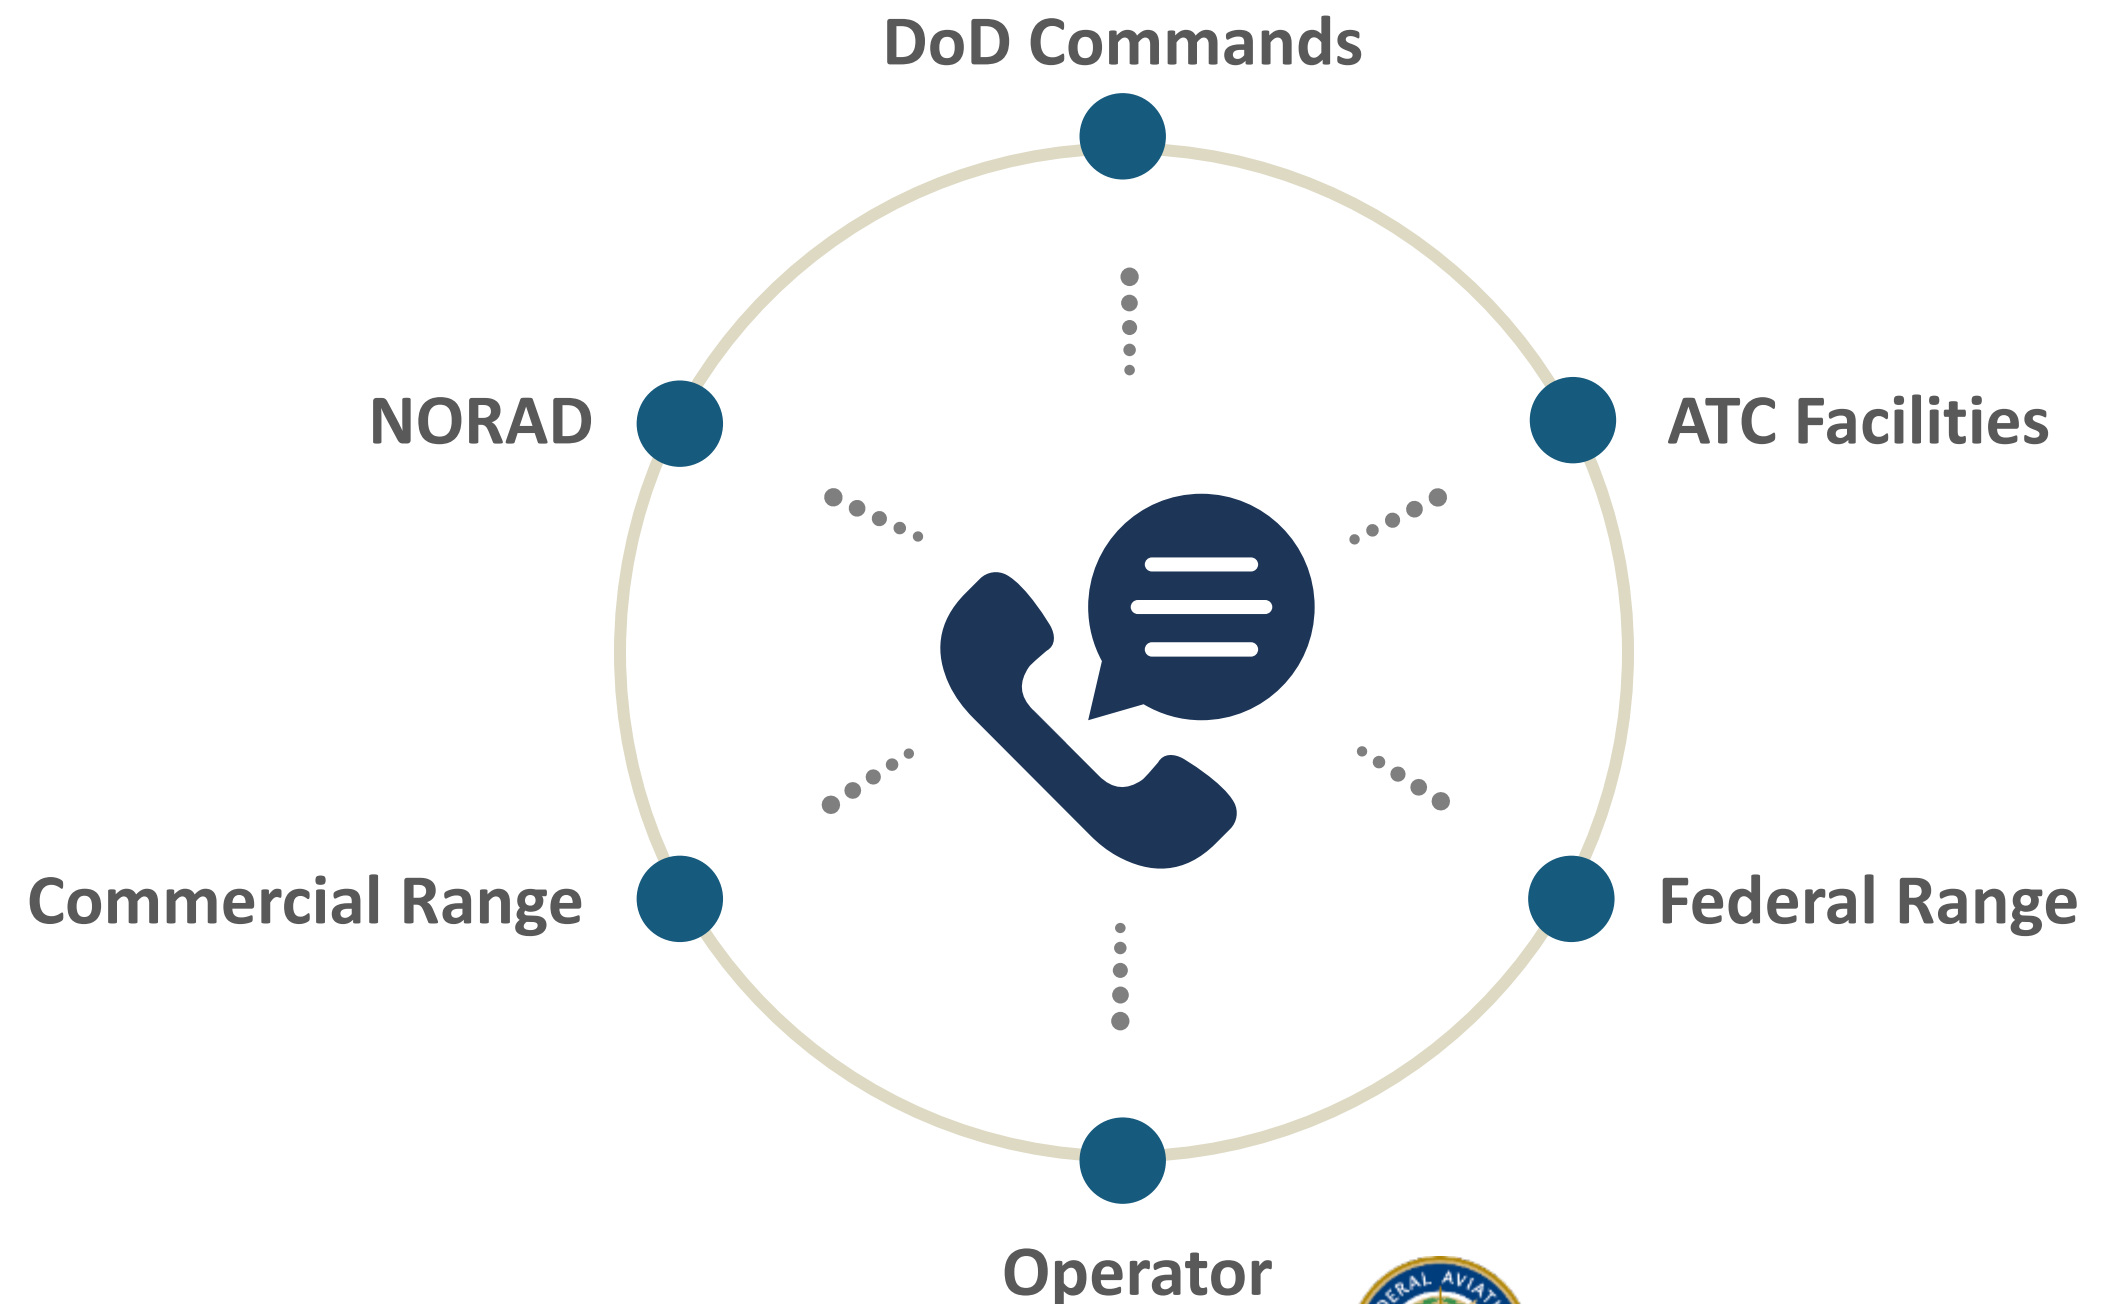 DoD Commands
NORAD
ATC Facilities
Commercial Range
Federal Range
Operator